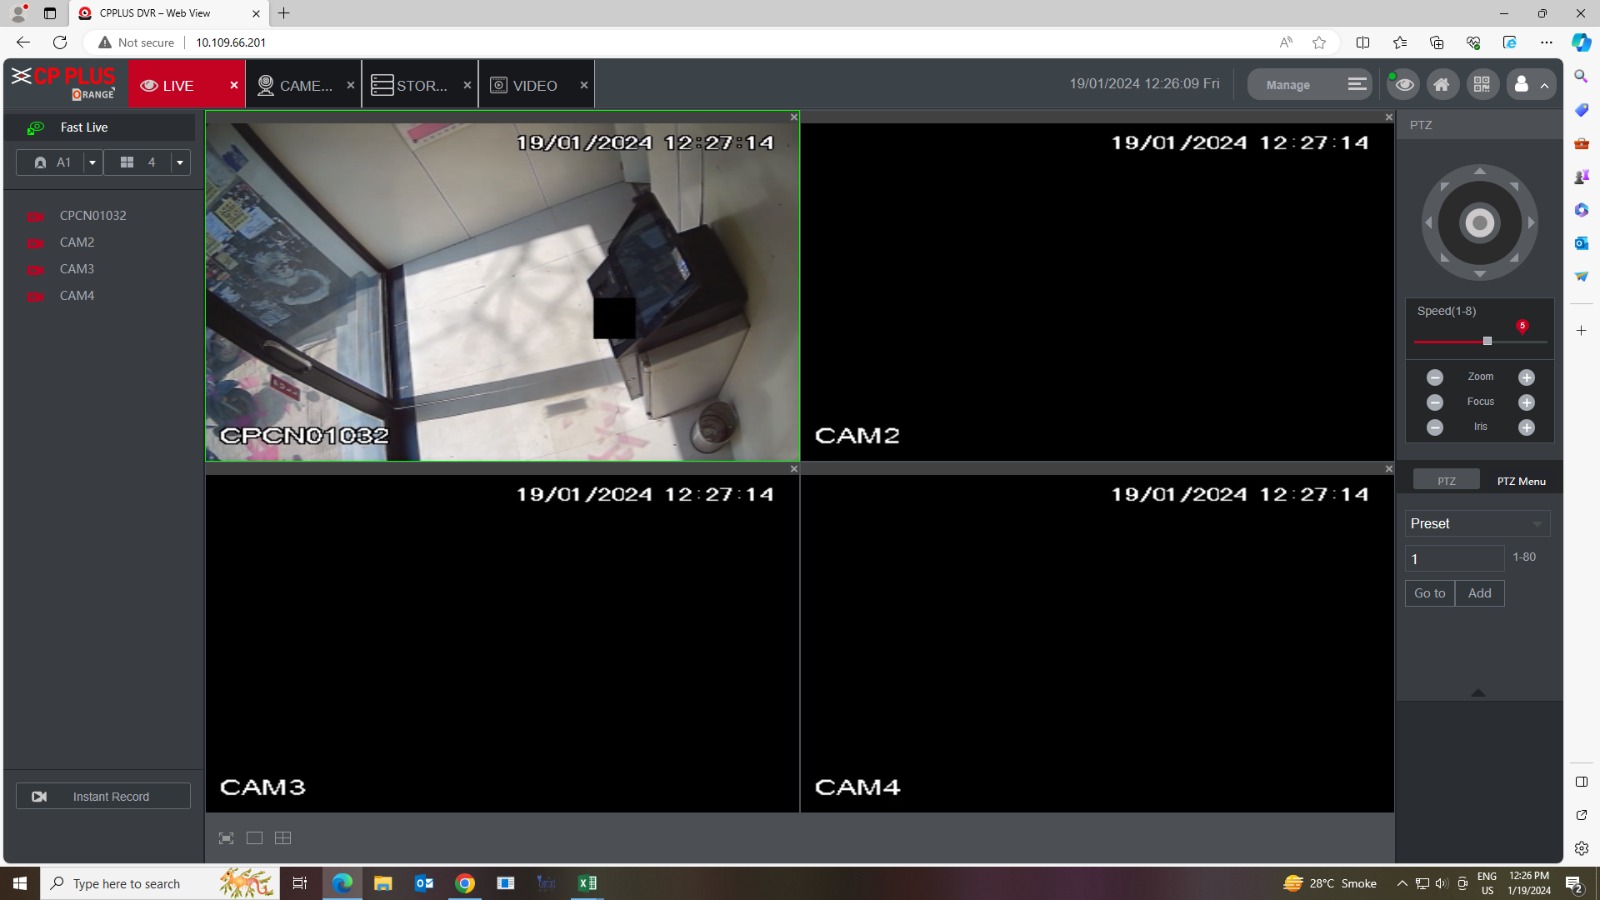 CPPLUS DVR – Web View
Not secure
10.109.66.201
CP PLUS
ORANGE
LIVE
CAME...
STOR...
VIDEO
19/01/2024 12:26:09 Fri
Manage
Fast Live
A1
4
CPCN01032
CAM2
CAM3
CAM4
Instant Record
19/01/2024 12:27:14
CPCN01032
19/01/2024 12:27:14
CAM2
19/01/2024 12:27:14
CAM3
19/01/2024 12:27:14
CAM4
PTZ
Speed(1-8)
5
Zoom
Focus
Iris
PTZ
PTZ Menu
Preset
1
1-80
Go to
Add
Type here to search
28°C Smoke
ENG
US
12:26 PM
1/19/2024
2